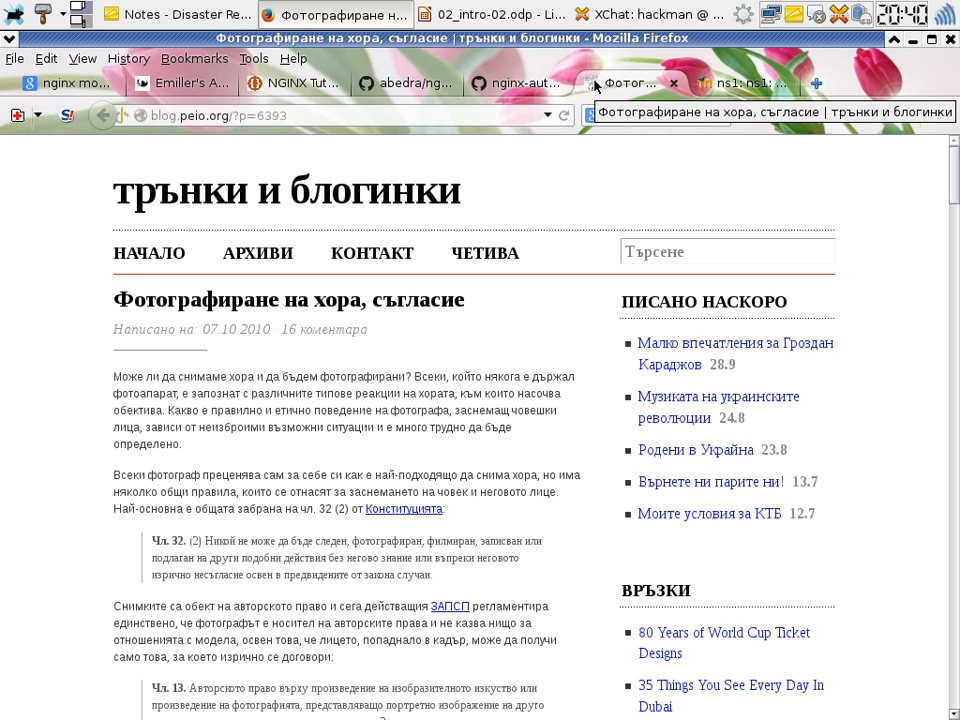 Notes - Disaster Re...
Фотографиране н...
02_intro-02.odp - Li...
XChat: hackman @ ...
20:40
Фотографиране на хора, съгласие | трънки и блогинки - Mozilla Firefox
File Edit View History Bookmarks Tools Help
nginx mo...
Emiller's A...
NGINX Tut...
abedra/ng...
nginx-aut...
Фотог...
ns1: ns1: ...
blog.peio.org/?p=6393
Фотографиране на хора, съгласие | трънки и блогинки
трънки и блогинки
НАЧАЛО АРХИВИ КОНТАКТ ЧЕТИВА
Търсене
Фотографиране на хора, съгласие
Написано на: 07.10.2010 · 16 коментара
Може ли да снимаме хора и да бъдем фотографирани? Всеки, който някога е държал
фотоапарат, е запознат с различните типове реакции на хората, към които насочва
обектива. Какво е правилно и етично поведение на фотографа, заснемащ човешки
лица, зависи от неизброими възможни ситуации и е много трудно да бъде
определено.
Всеки фотограф преценява сам за себе си как е най-подходящо да снима хора, но има
няколко общи правила, които се отнасят за заснемането на човек и неговото лице.
Най-основна е общата забрана на чл. 32 (2) от Конституцията:
Чл. 32. (2) Никой не може да бъде следен, фотографиран, филмиран, записван или
подлаган на други подобни действия без негово знание или въпреки неговото
изрично несъгласие освен в предвидените от закона случаи.
Снимките са обект на авторското право и сега действащия ЗАПСП регламентира
единствено, че фотографът е носител на авторските права и не казва нищо за
отношенията с модела, освен това, че лицето, попаднало в кадър, може да получи
само това, за което изрично се договори:
Чл. 13. Авторското право върху произведение на изобразителното изкуство или
произведение на фотографията, представляващо портретно изображение на друго
ПИСАНО НАСКОРО
Малко впечатления за Гроздан
Караджов 28.9
Музиката на украинските
революции 24.8
Родени в Украйна 23.8
Върнете ни парите ни! 13.7
Моите условия за КТБ 12.7
ВРЪЗКИ
80 Years of World Cup Ticket
Designs
35 Things You See Every Day In
Dubai